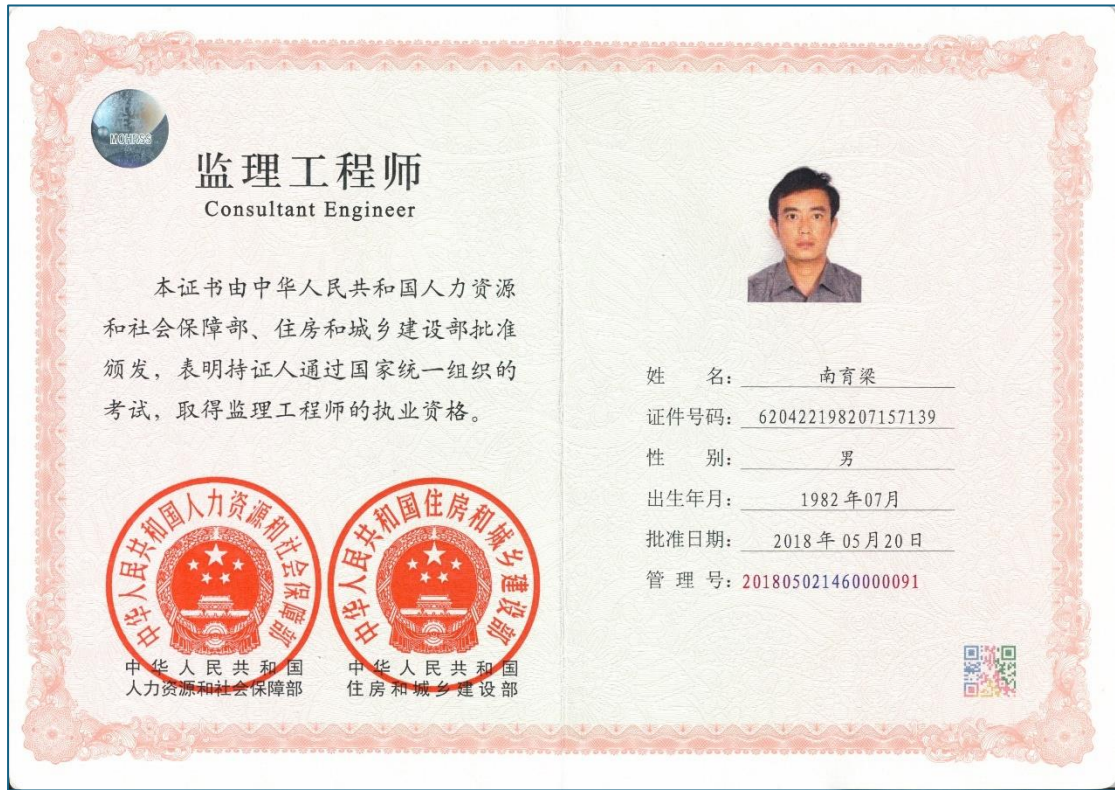 MOHRSS
监理工程师
Consultant Engineer
本证书由中华人民共和国人力资源
和社会保障部、住房和城乡建设部批准
颁发，表明持证人通过国家统一组织的
考试，取得监理工程师的执业资格。
中华人民共和国人力资源和社会保障部
中华人民共和国
人力资源和社会保障部
中华人民共和国住房和城乡建设部
中华人民共和国
住房和城乡建设部
姓 名：南育梁
证件号码：620422198207157139
性 别：男
出生年月：1982年07月
批准日期：2018年05月20日
管 理 号：201805021460000091